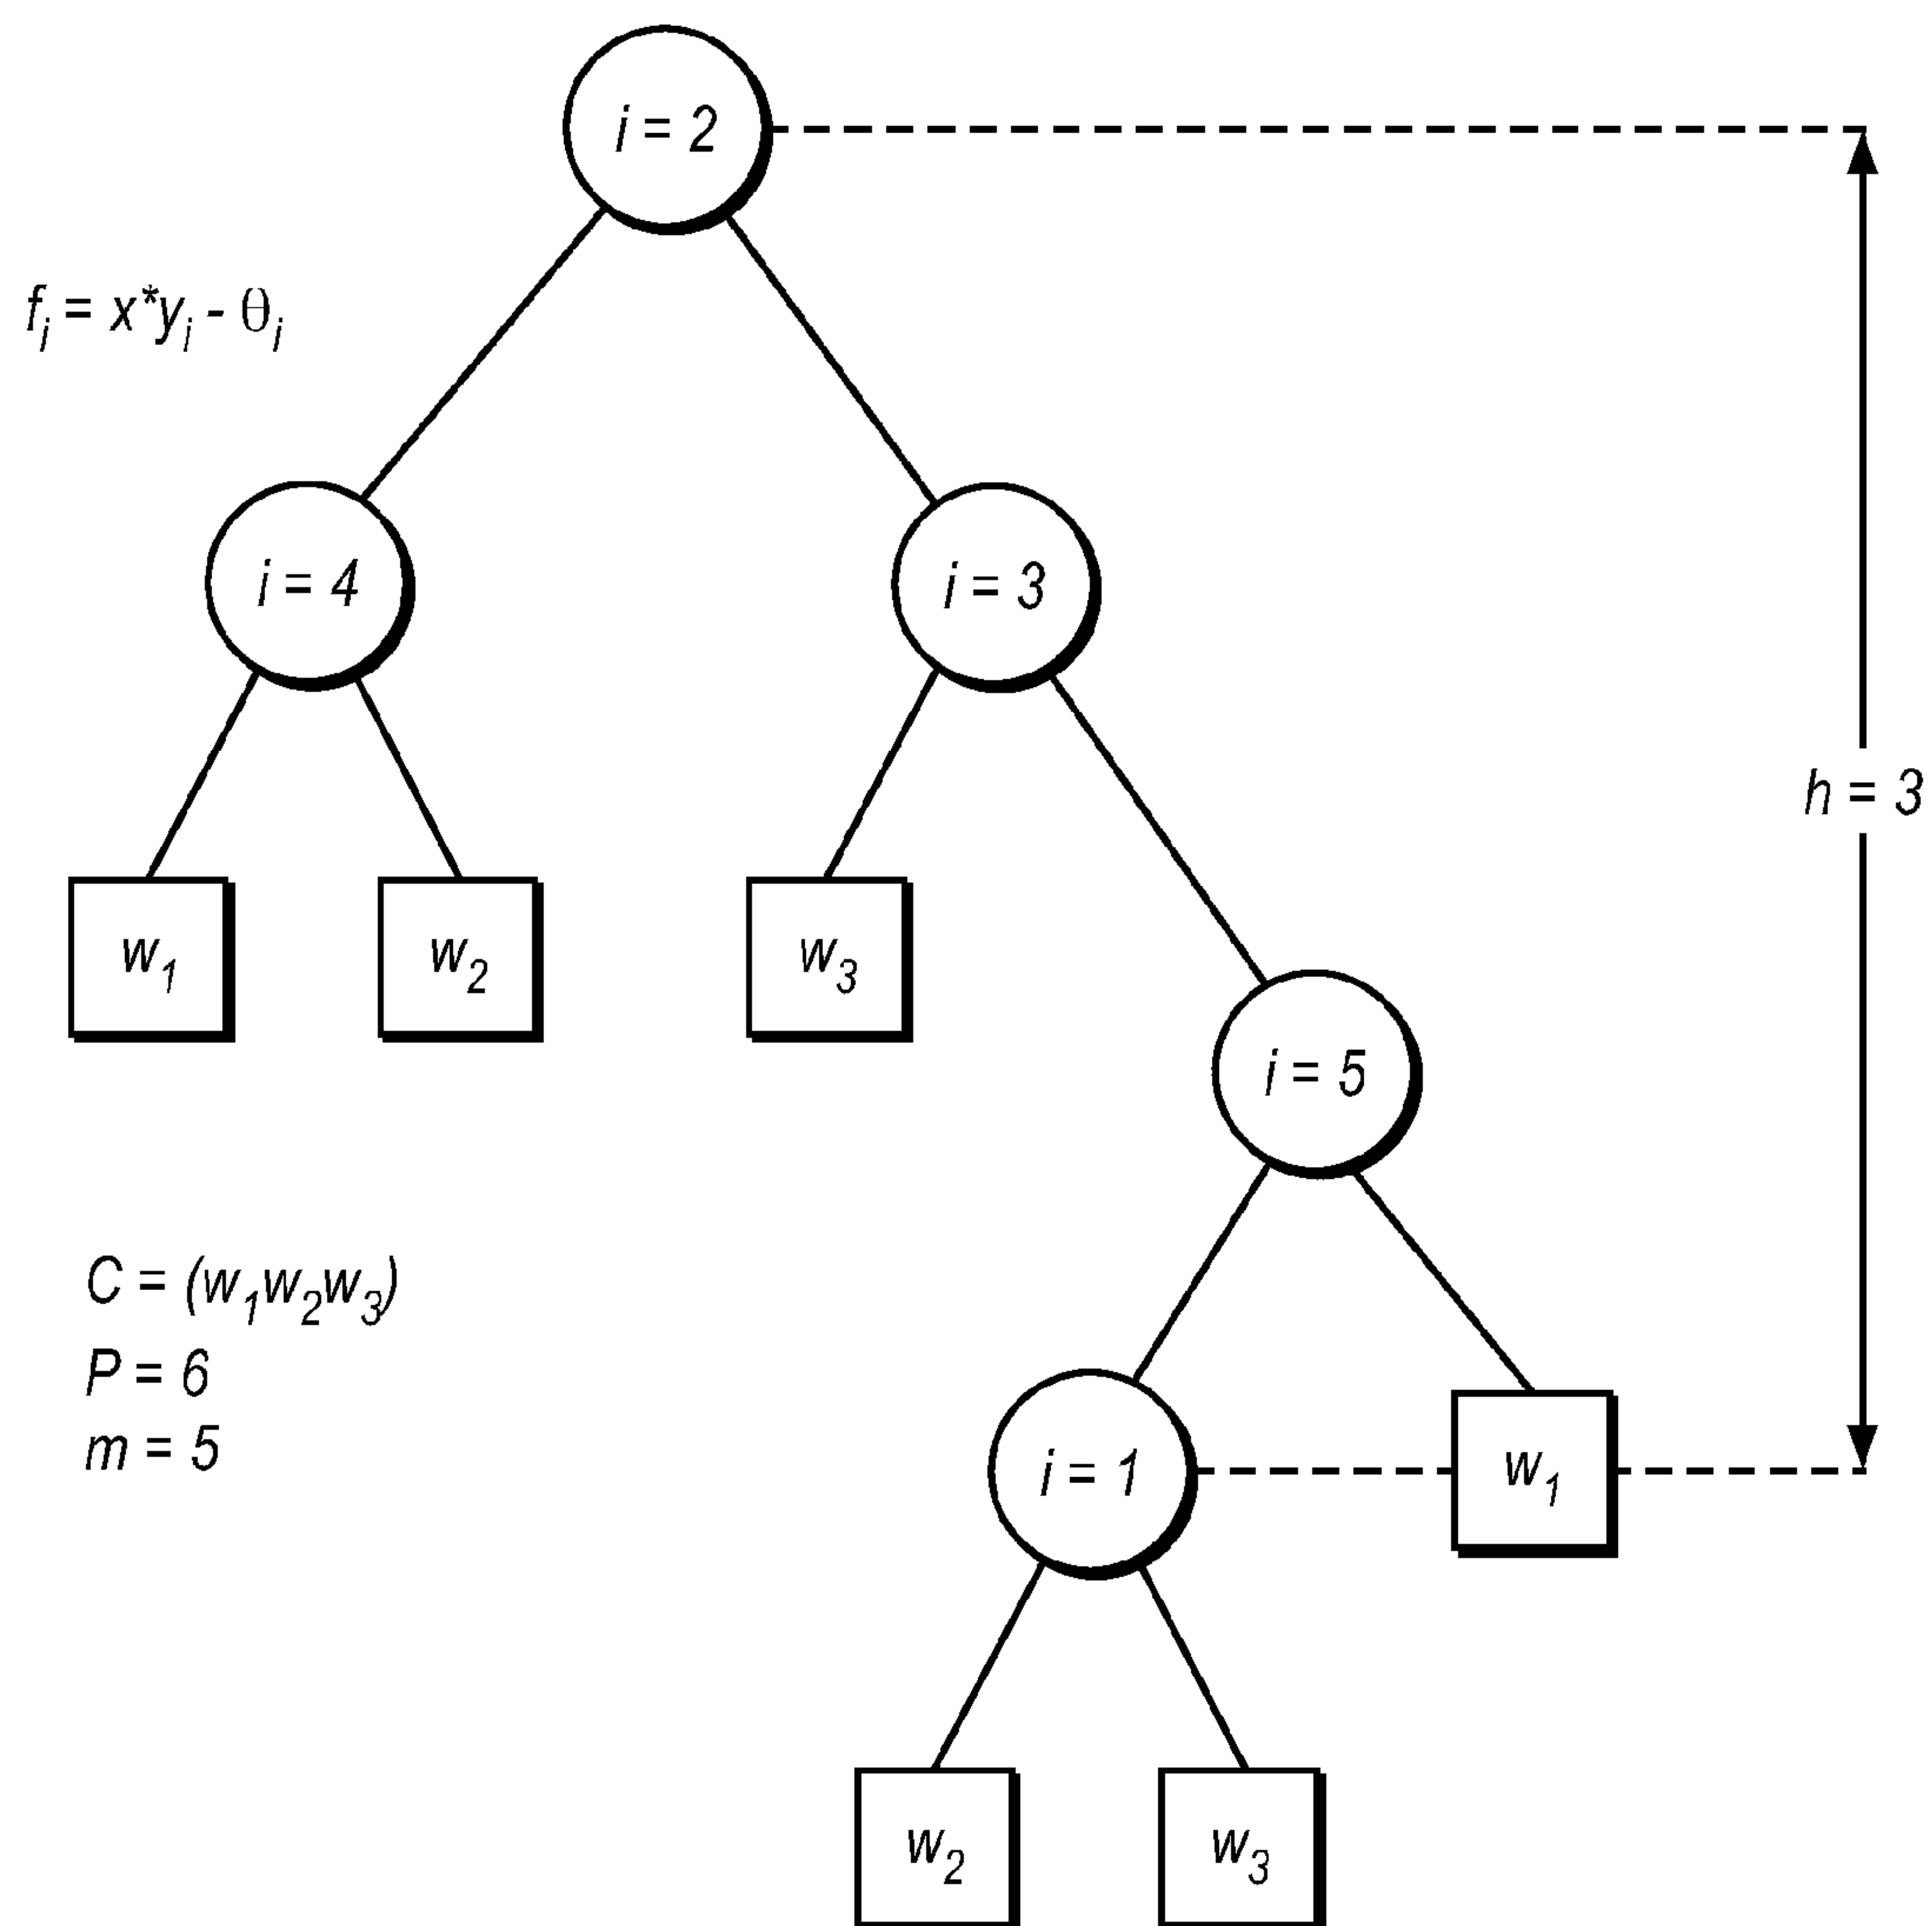 i = 2
f_i = x*y_i - θ_i
i = 4
i = 3
h = 3
w_1
w_2
w_3
i = 5
C = (w_1w_2w_3)
P = 6
m = 5
i = 1
w_1
w_2
w_3